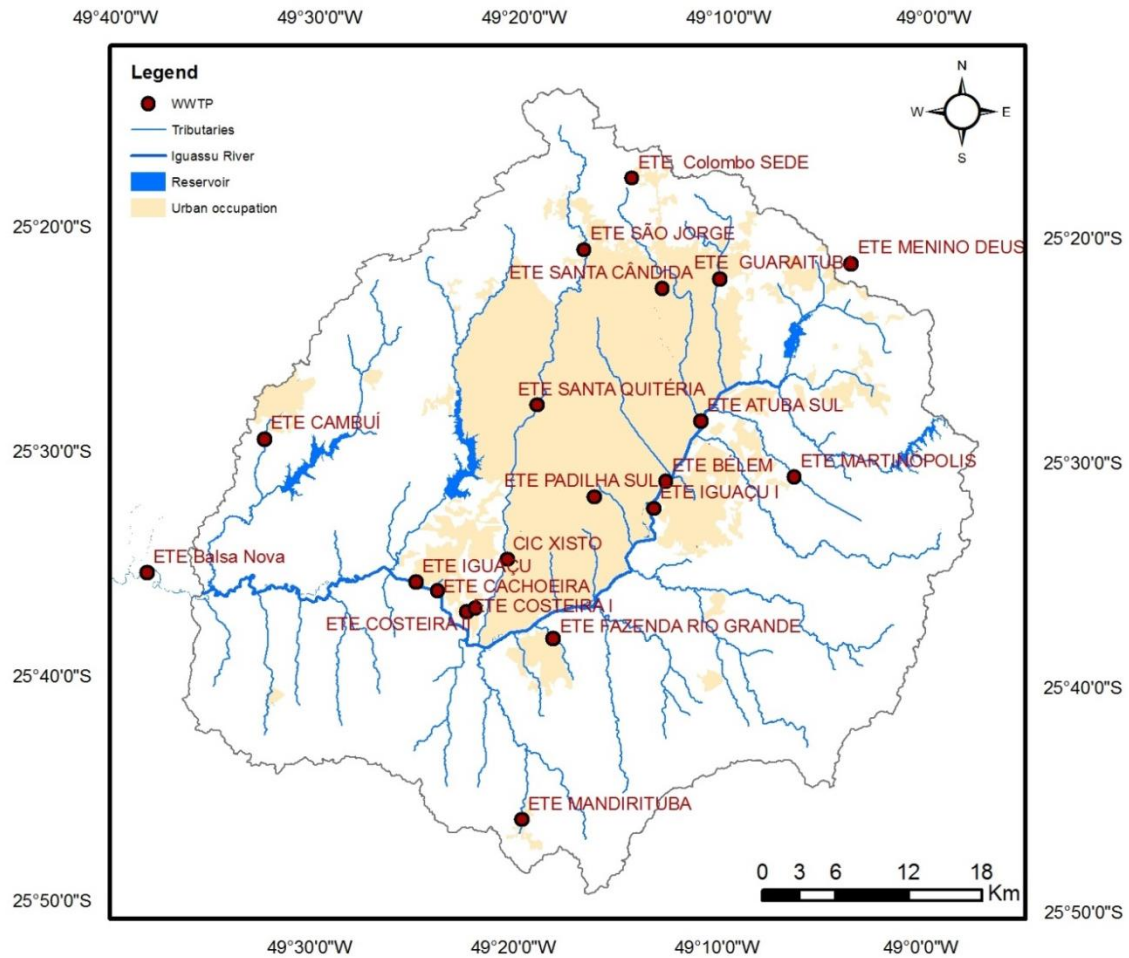 49°40'0"W 49°30'0"W 49°20'0"W 49°10'0"W 49°0'0"W
Legend
WWTP
Tributaries
Iguassu River
Reservoir
Urban occupation
N
W E
S
ETE Colombo SEDE
25°20'0"S
ETE SÃO JORGE
25°20'0"S
ETE MENINO DEUS
ETE SANTA CÂNDIDA
ETE GUARAITUB
ETE SANTA QUITÉRIA
ETE ATUBA SUL
ETE CAMBUÍ
25°30'0"S
ETE BÉLEM
ETE MARTINOPOLIS
25°30'0"S
ETE PADILHA SUL
ETE IGUAÇU I
CIC XISTO
ETE Balsa Nova
ETE IGUAÇU
ETE CACHOEIRA
ETE COSTEIRA I
ETE COSTEIRA II
ETE FAZENDA RIO GRANDE
25°40'0"S
25°40'0"S
ETE MANDIRITUBA
0 3 6 12 18
Km
25°50'0"S
25°50'0"S
49°30'0"W 49°20'0"W 49°10'0"W 49°0'0"W